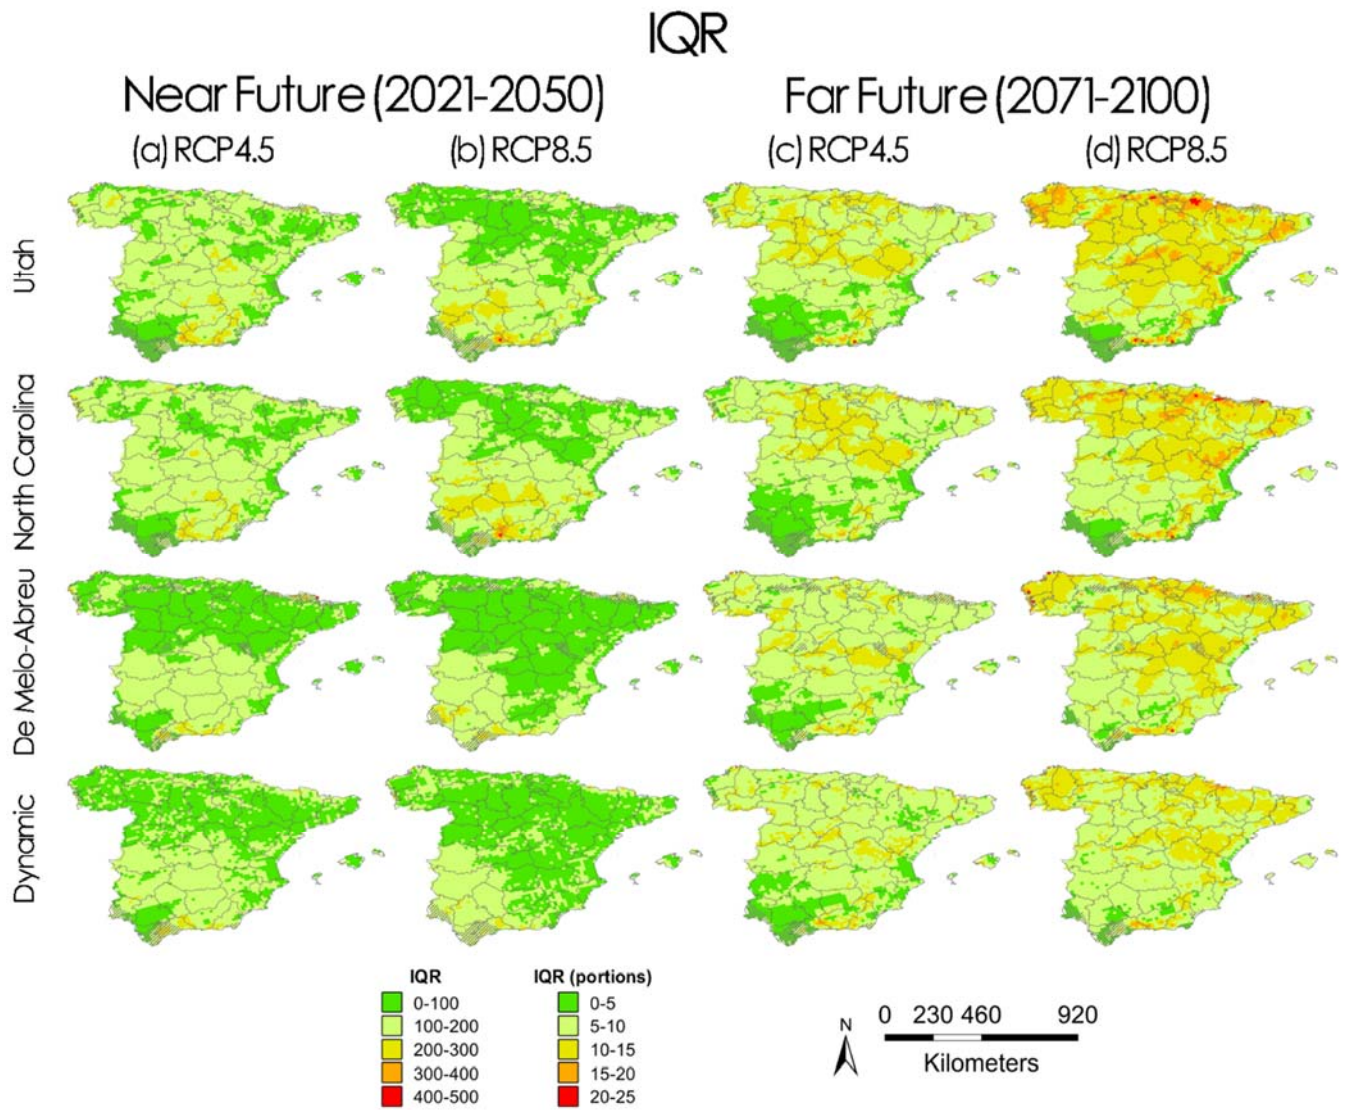 IQR
Near Future (2021-2050)
Far Future (2071-2100)
(a) RCP4.5
(b) RCP8.5
(c) RCP4.5
(d) RCP8.5
Utah
North Carolina
De Melo-Abreu
Dynamic
IQR
0-100
100-200
200-300
300-400
400-500
IQR (portions)
0-5
5-10
10-15
15-20
20-25
N
0 230 460 920
Kilometers